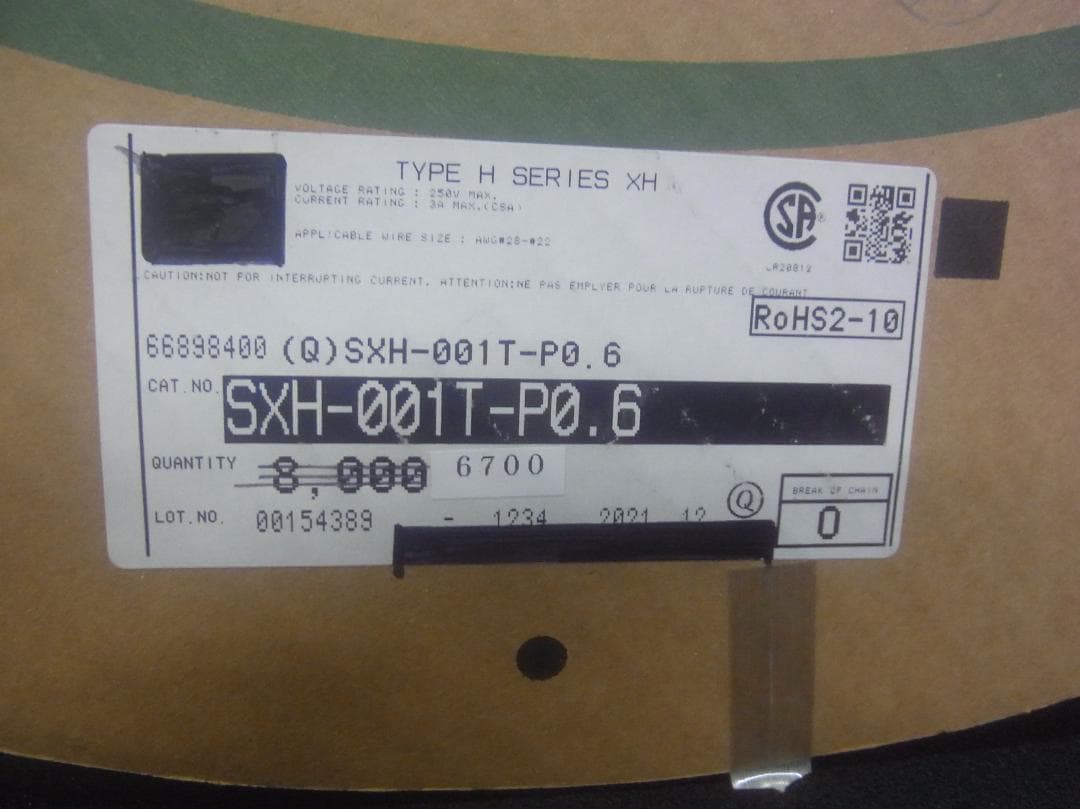 TYPE H SERIES XH
VOLTAGE RATING : 250V MAX.
CURRENT RATING : 3A MAX.(CSA)
APPLICABLE WIRE SIZE : AWG#28-#22
LR20812
CAUTION:NOT FOR INTERRUPTING CURRENT. ATTENTION:NE PAS EMPLYER POUR LA RUPTURE DE COURANT
RoHS2-10
66898400 (Q)SXH-001T-P0.6
CAT.NO. SXH-001T-P0.6
QUANTITY 8,000 6700
Q
BREAK OF CHAIN
0
LOT.NO. 00154389 - 1234 2021 12